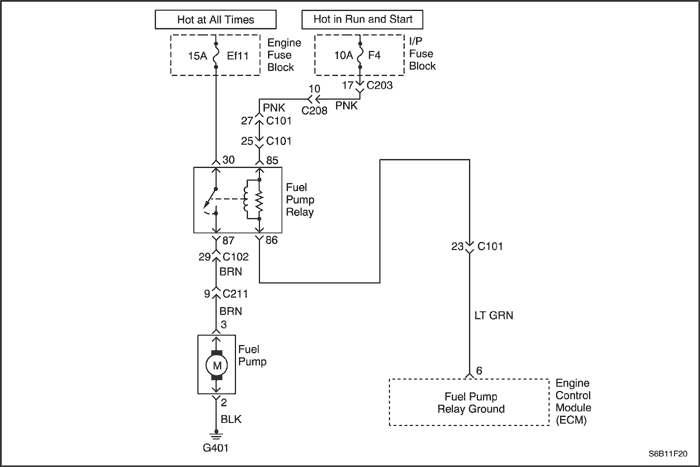 Hot at All Times
Hot in Run and Start
15A
Ef11
Engine
Fuse
Block
10A
F4
I/P
Fuse
Block
17
C203
10
C208
PNK
PNK
27
C101
25
C101
30
85
Fuel
Pump
Relay
87
86
29
C102
BRN
9
C211
BRN
3
Fuel
Pump
M
2
BLK
G401
23
C101
LT GRN
6
Fuel Pump
Relay Ground
Engine
Control
Module
(ECM)
S6B11F20